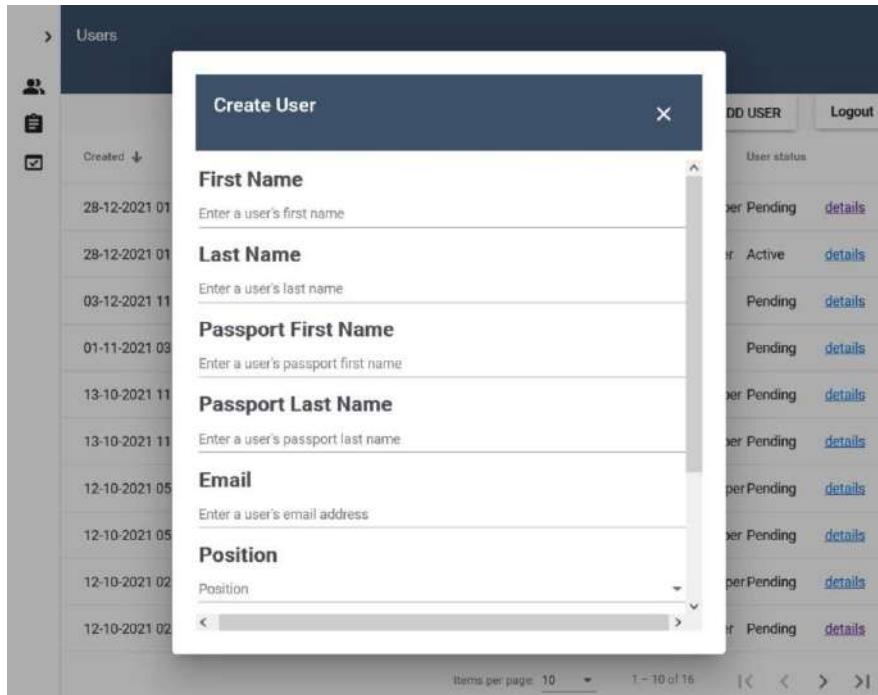 Users
Create User
DD USER
Logout
Created
User status
First Name
Enter a user's first name
Last Name
Enter a user's last name
Passport First Name
Enter a user's passport first name
Passport Last Name
Enter a user's passport last name
Email
Enter a user's email address
Position
Position
28-12-2021 01 per Pending details
28-12-2021 01 r Active details
03-12-2021 11 Pending details
01-11-2021 03 Pending details
13-10-2021 11 per Pending details
13-10-2021 11 per Pending details
12-10-2021 05 per Pending details
12-10-2021 05 per Pending details
12-10-2021 02 per Pending details
12-10-2021 02 r Pending details
Items per page: 10 1 – 10 of 16